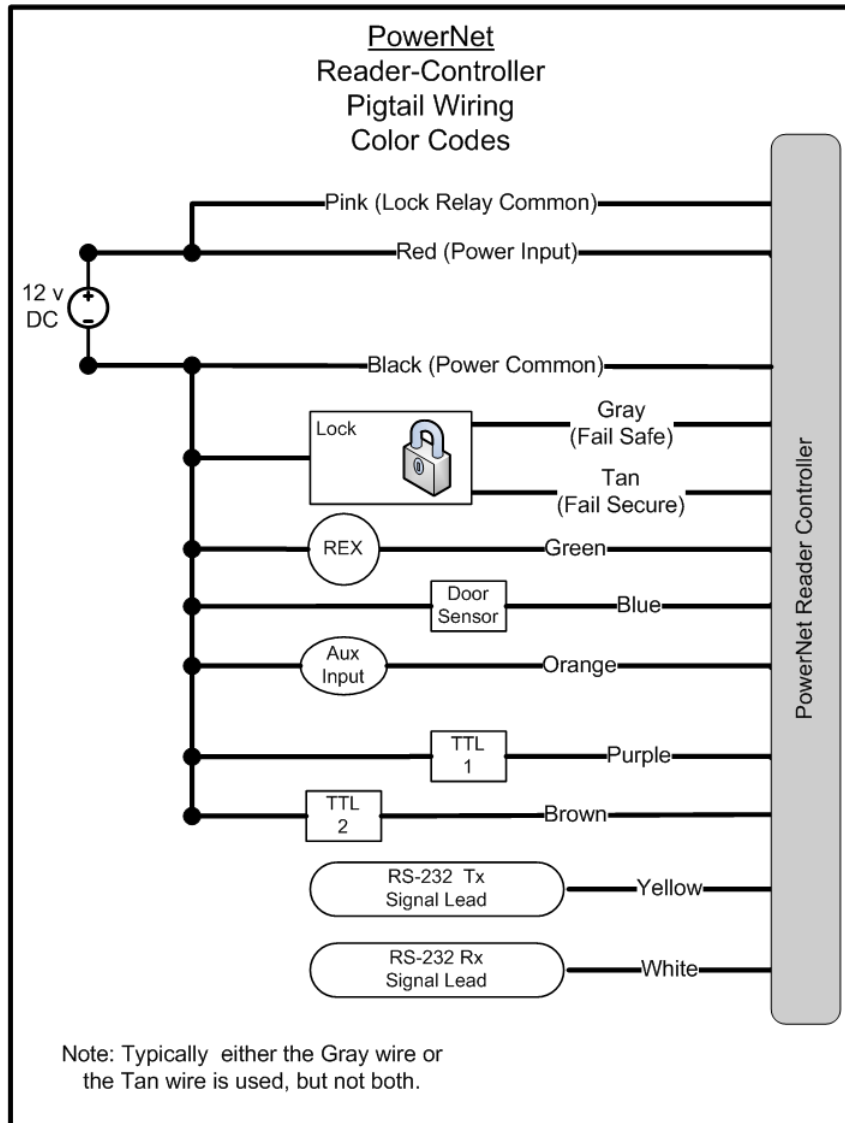 PowerNet
Reader-Controller
Pigtail Wiring
Color Codes
Pink (Lock Relay Common)
Red (Power Input)
12 v
DC
+
−
Black (Power Common)
Lock
Gray
(Fail Safe)
Tan
(Fail Secure)
REX
Green
Door
Sensor
Blue
Aux
Input
Orange
TTL
1
Purple
TTL
2
Brown
RS-232 Tx
Signal Lead
Yellow
RS-232 Rx
Signal Lead
White
PowerNet Reader Controller
Note: Typically either the Gray wire or
the Tan wire is used, but not both.